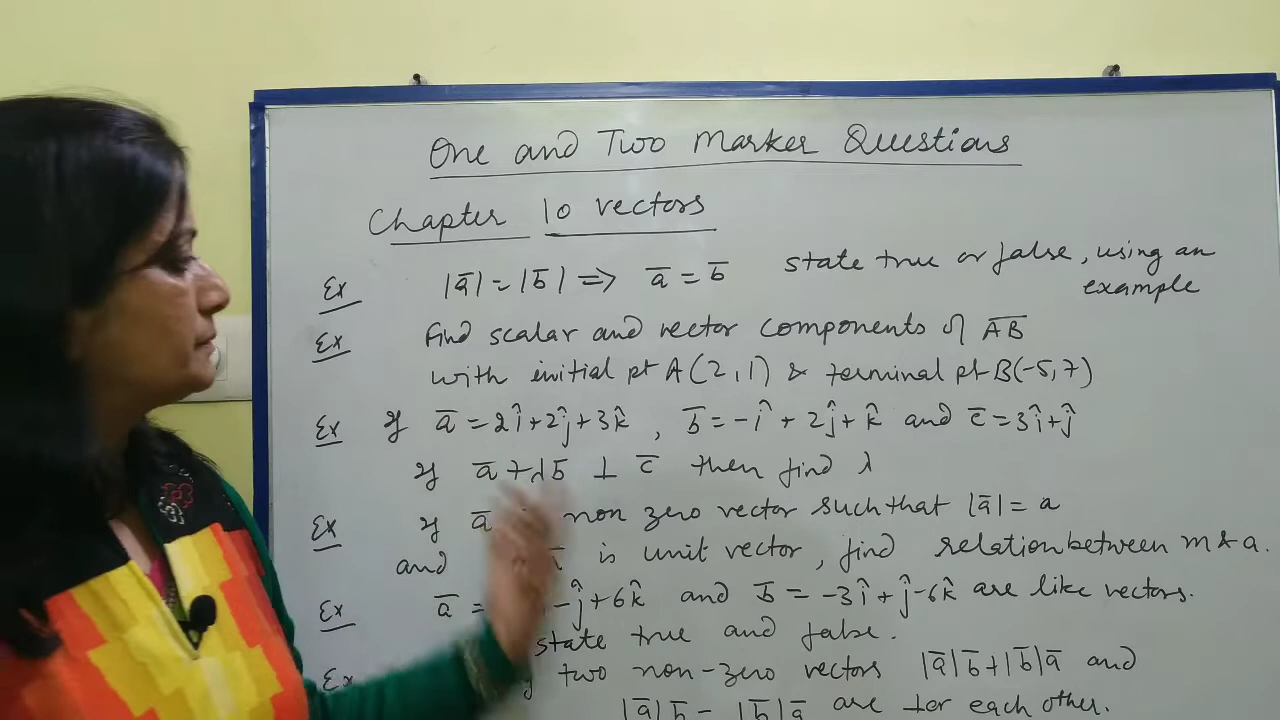 One and Two Marker Questions
Chapter 10 vectors
Ex |a̅| = |b̅| => a̅ = b̅ state true or false, using an
example
Ex Find scalar and vector components of A̅B̅
with initial pt A(2,1) & terminal pt B(-5,7)
Ex If a̅ = 2î+2ĵ+3k̂, b̅ = -î + 2ĵ+k̂ and c̅ = 3î+ĵ
If a̅ + λb̅ ⊥ c̅ then find λ
Ex If a̅ non zero vector such that |a̅| = a
and is unit vector, find relation between m & a.
Ex a̅ = -ĵ+6k̂ and b̅ = -3î+ĵ-6k̂ are like vectors.
state true and false.
Ex two non-zero vectors |a̅|b̅+|b̅|a̅ and
|a̅|b̅ - |b̅|a̅ are ⊥ to each other.